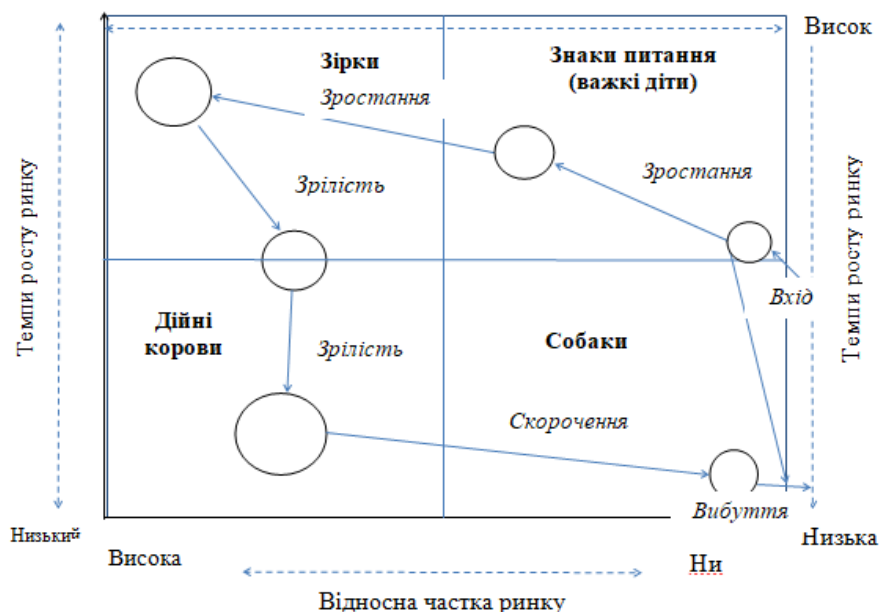 Висок
Зірки
Знаки питання
(важкі діти)
Зростання
Зростання
Зрілість
Темпи росту ринку
Темпи росту ринку
Вхід
Дійні
корови
Зрілість
Собаки
Скорочення
Вибуття
Низький
Низька
Висока
Ни
Відносна частка ринку